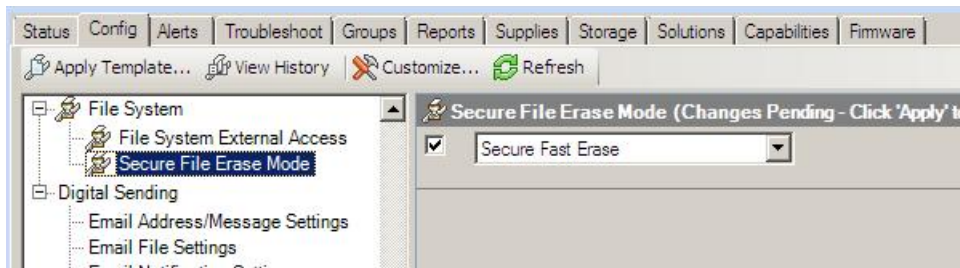 Status Config Alerts Troubleshoot Groups Reports Supplies Storage Solutions Capabilities Firmware
Apply Template... View History Customize... Refresh
File System
File System External Access
Secure File Erase Mode
Digital Sending
Email Address/Message Settings
Email File Settings
Secure File Erase Mode (Changes Pending - Click 'Apply' to
Secure Fast Erase